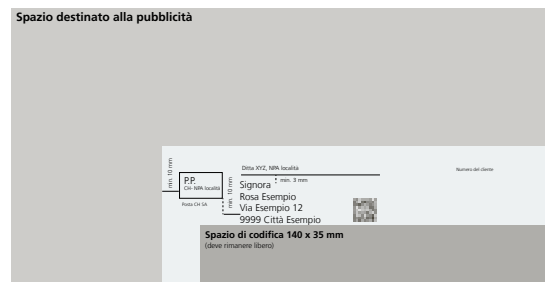 Spazio destinato alla pubblicità
min. 10 mm
P.P.
CH- NPA località
Posta CH SA
min. 10 mm
Ditta XYZ, NPA località
min. 3 mm
Numero del cliente
Signora
Rosa Esempio
Via Esempio 12
9999 Città Esempio
Spazio di codifica 140 x 35 mm
(deve rimanere libero)